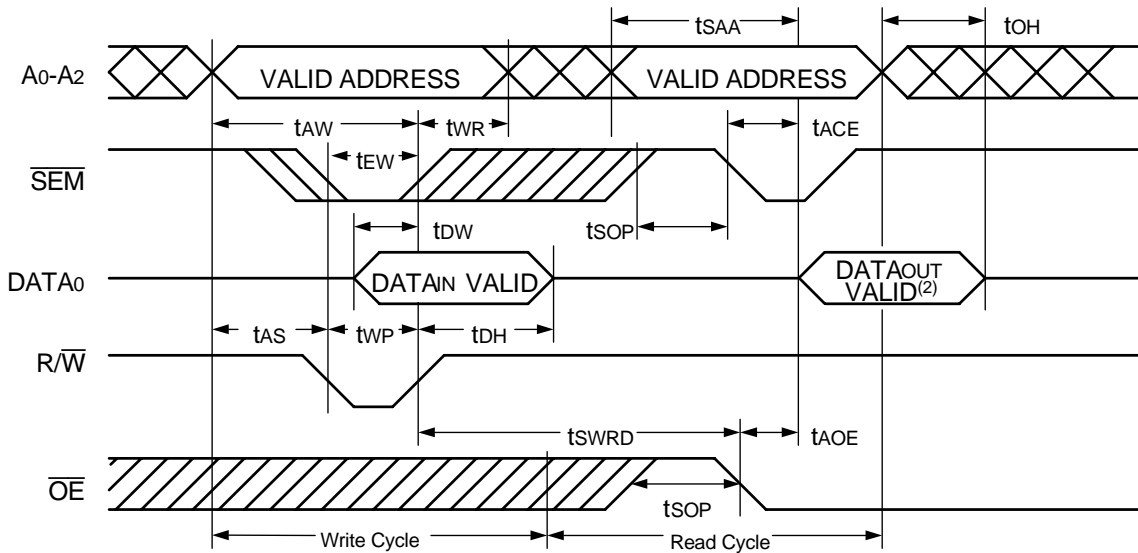 tSAA
tOH
A0-A2
VALID ADDRESS
VALID ADDRESS
tAW
tWR
tACE
tEW
SEM
tDW
tSOP
DATA0
DATAIN VALID
DATAOUT
VALID(2)
tAS
tWP
tDH
R/W
tSWRD
tAOE
OE
tSOP
Write Cycle
Read Cycle